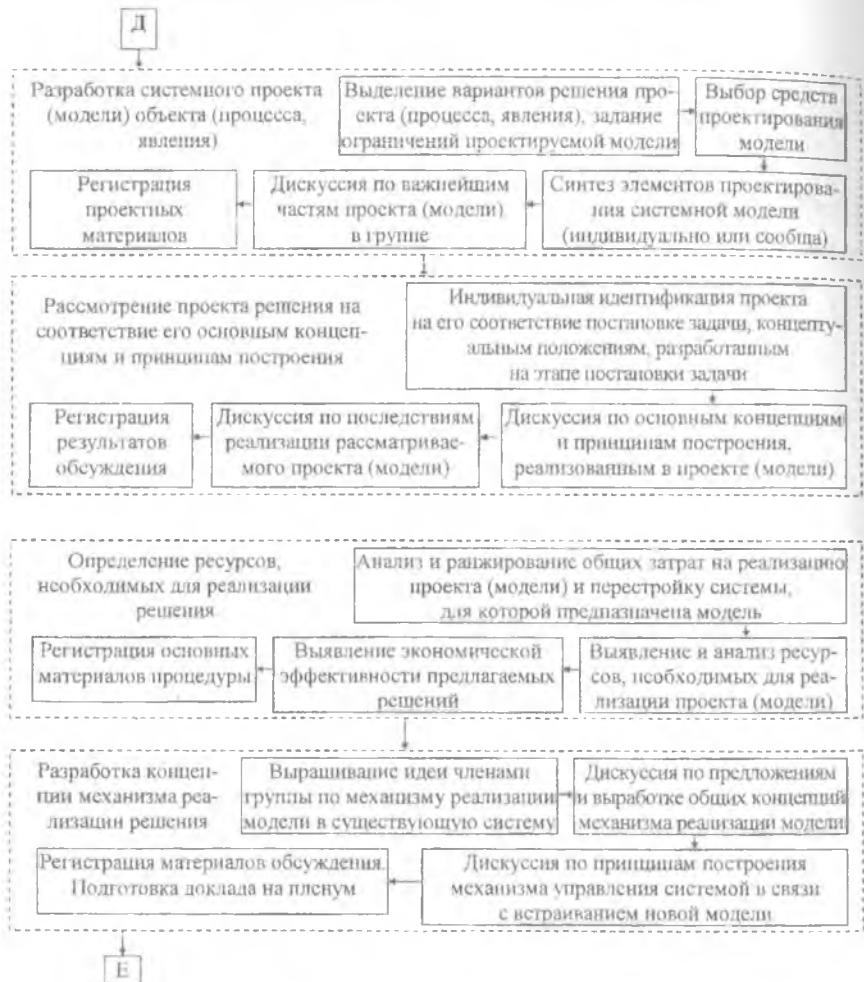 Д
Разработка системного проекта
(модели) объекта (процесса,
явления)
Выделение вариантов решения про-
екта (процесса, явления), задание
ограничений проектируемой модели
Выбор средств
проектирования
модели
Регистрация
проектных
материалов
Дискуссия по важнейшим
частям проекта (модели)
в группе
Синтез элементов проектирова-
ния системной модели
(индивидуально или сообща)
Рассмотрение проекта решения на
соответствие его основным концеп-
циям и принципам построения
Индивидуальная идентификация проекта
на его соответствие постановке задачи, концепту-
альным положениям, разработанным
на этапе постановки задачи
Регистрация
результатов
обсуждения
Дискуссия по последствиям
реализации рассматривае-
мого проекта (модели)
Дискуссия по основным концепциям
и принципам построения,
реализованным в проекте (модели)
Определение ресурсов,
необходимых для реализации
решения
Анализ и ранжирование общих затрат на реализацию
проекта (модели) и перестройку системы,
для которой предназначена модель
Регистрация основных
материалов процедуры
Выявление экономической
эффективности предлагаемых
решений
Выявление и анализ ресур-
сов, необходимых для реа-
лизации проекта (модели)
Разработка концеп-
ции механизма реа-
лизации решения
Выращивание идеи членами
группы по механизму реализации
модели в существующую систему
Дискуссия по предложениям
и выработке общих концепций
механизма реализации модели
Регистрация материалов обсуждения.
Подготовка доклада на пленум
Дискуссия по принципам построения
механизма управления системой в связи
с встраиванием новой модели
Е